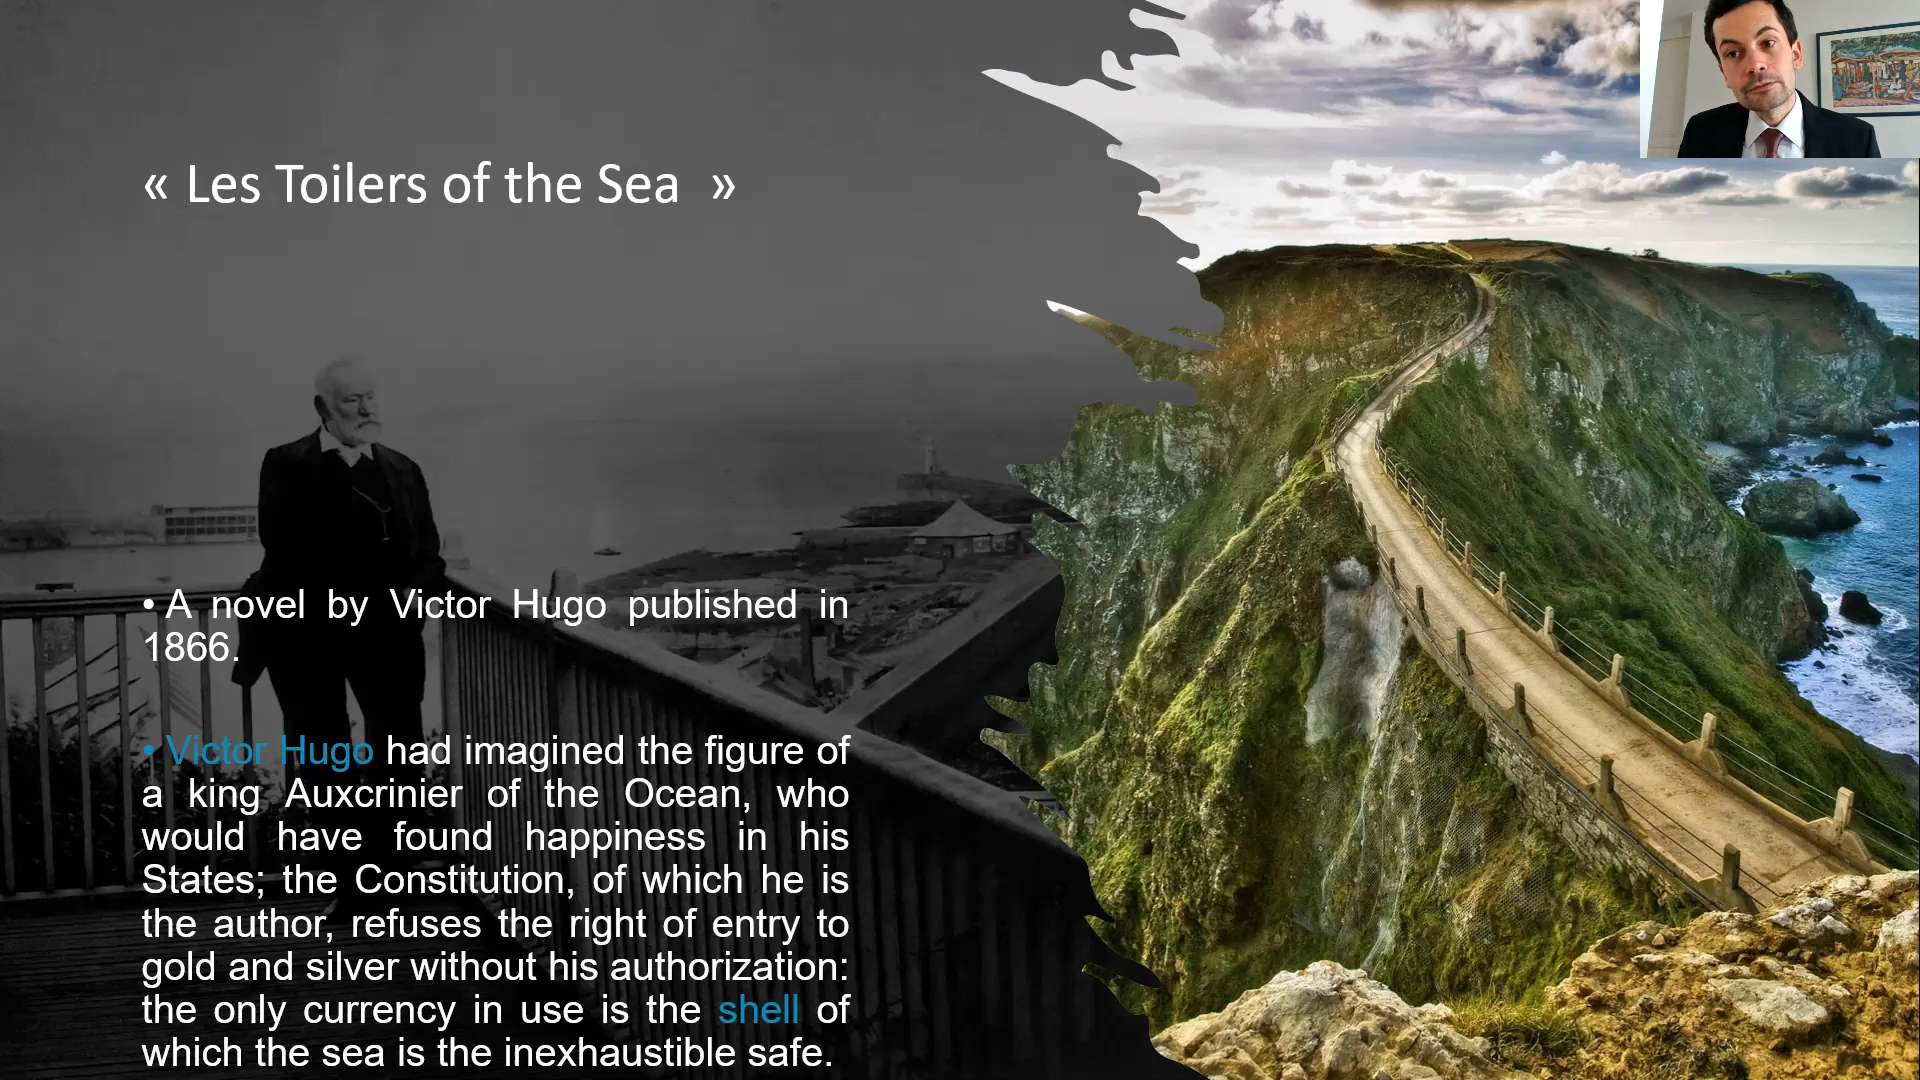 « Les Toilers of the Sea »
• A novel by Victor Hugo published in
1866.
• Victor Hugo had imagined the figure of
a king Auxcrinier of the Ocean, who
would have found happiness in his
States; the Constitution, of which he is
the author, refuses the right of entry to
gold and silver without his authorization:
the only currency in use is the shell of
which the sea is the inexhaustible safe.